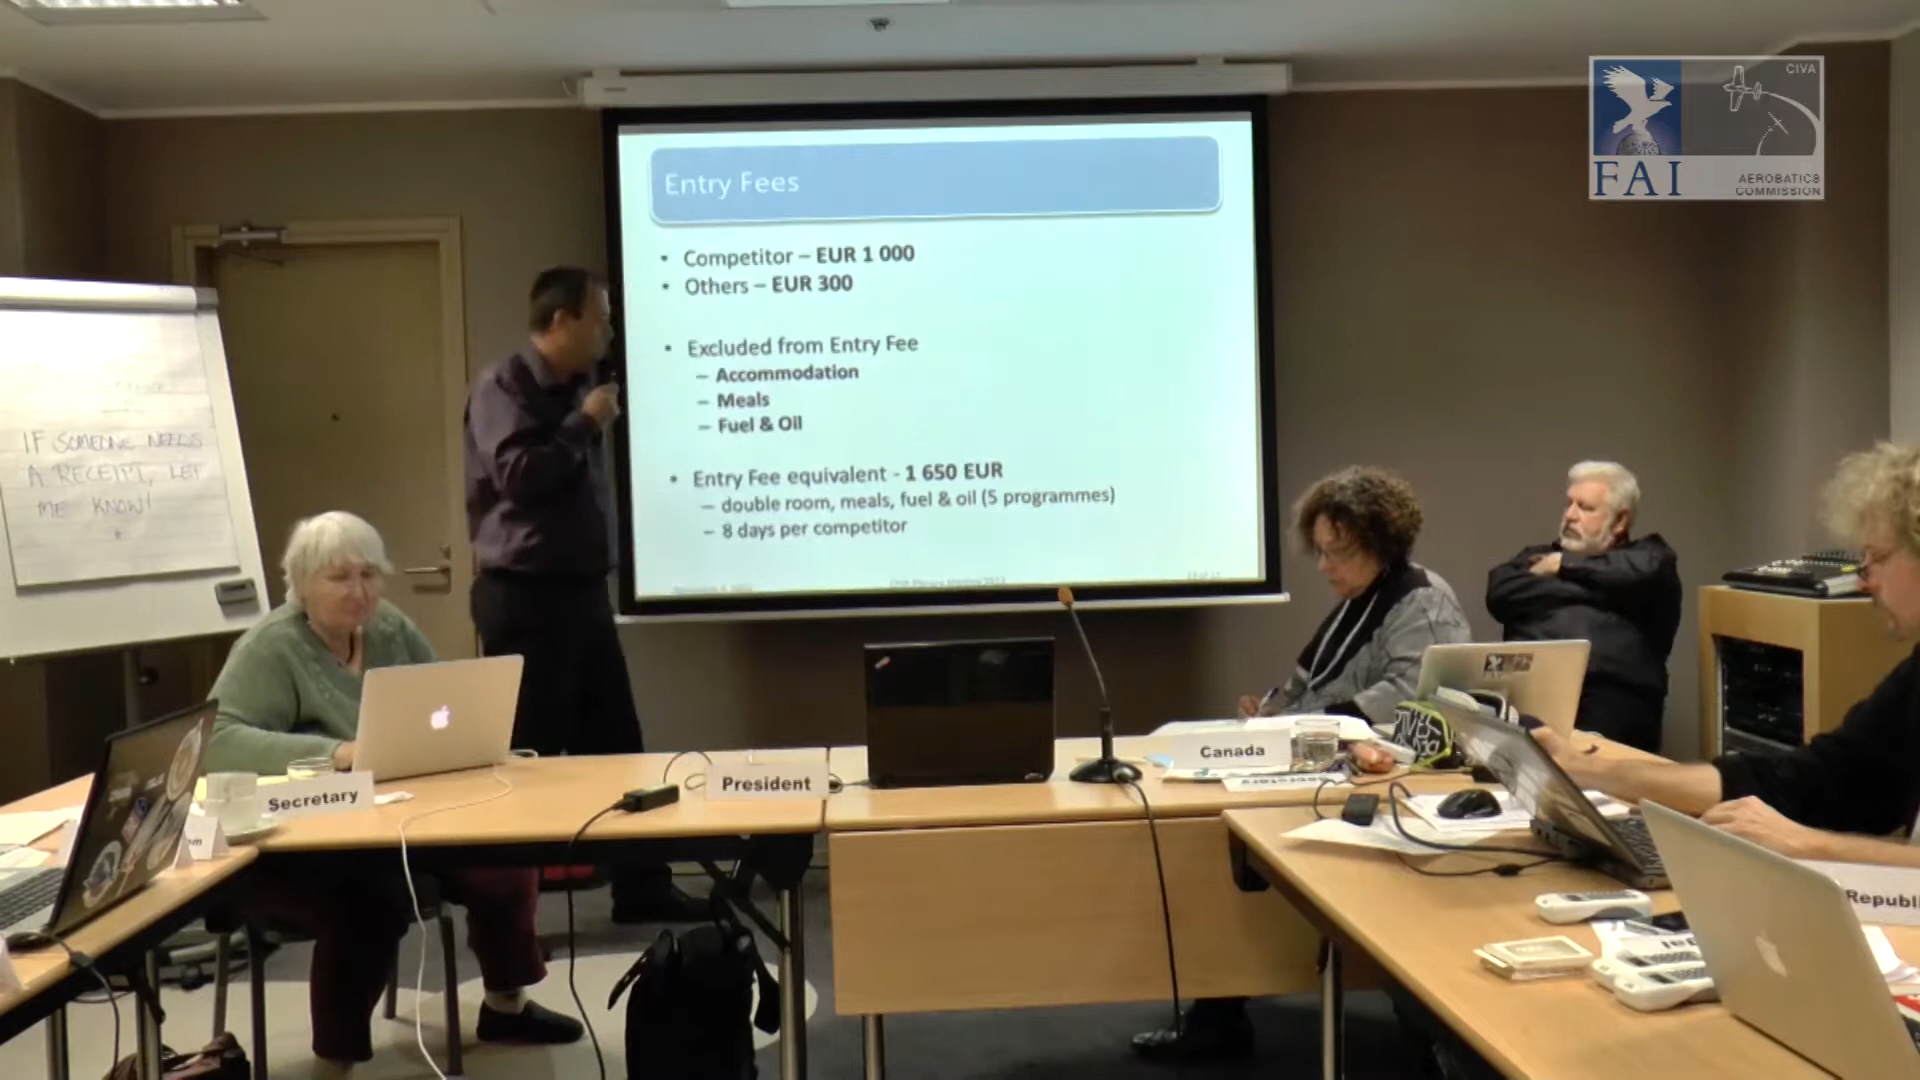 CIVA
FAI
AEROBATICS
COMMISSION
Entry Fees
• Competitor – EUR 1 000
• Others – EUR 300
• Excluded from Entry Fee
– Accommodation
– Meals
– Fuel & Oil
• Entry Fee equivalent - 1 650 EUR
– double room, meals, fuel & oil (5 programmes)
– 8 days per competitor
IF SOMEONE NEEDS
A RECEIPT, LET
ME KNOW!
Secretary
President
Canada
Secretary
Republi